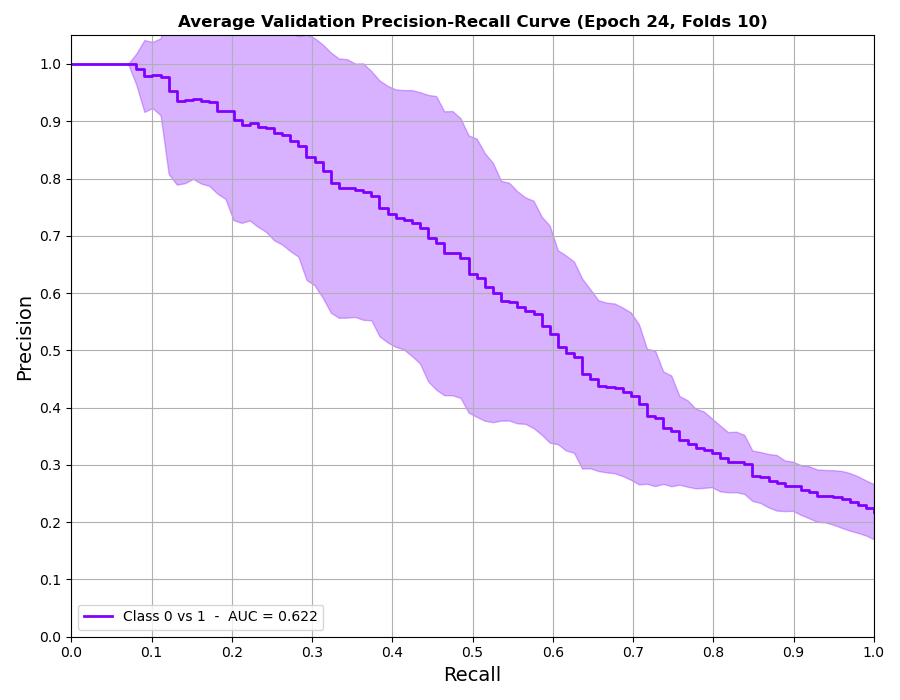 Average Validation Precision-Recall Curve (Epoch 24, Folds 10)
Precision
1.0
0.9
0.8
0.7
0.6
0.5
0.4
0.3
0.2
0.1
0.0
Class 0 vs 1 - AUC = 0.622
0.0 0.1 0.2 0.3 0.4 0.5 0.6 0.7 0.8 0.9 1.0
Recall